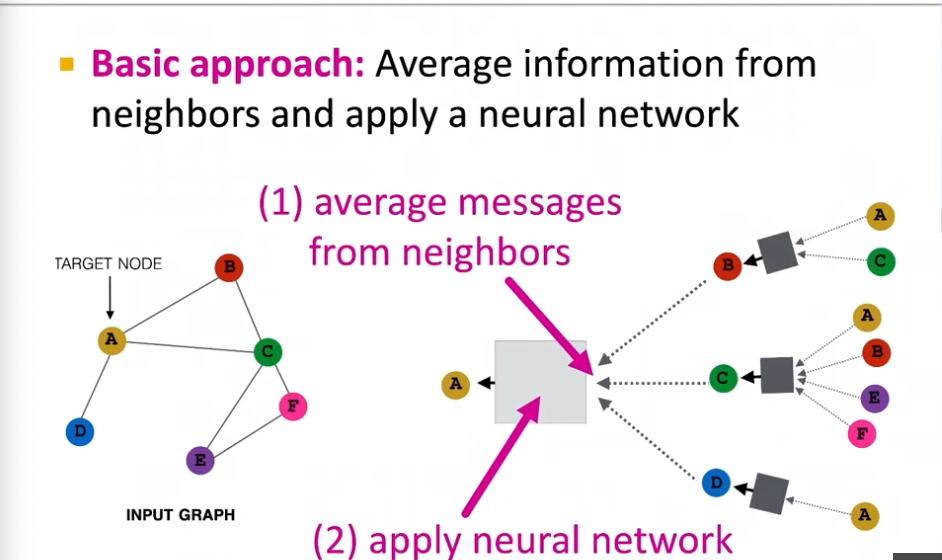 Basic approach: Average information from
neighbors and apply a neural network
(1) average messages
from neighbors
TARGET NODE
A
B
C
D
E
F
INPUT GRAPH
A
B
C
D
A
C
A
B
E
F
A
(2) apply neural network